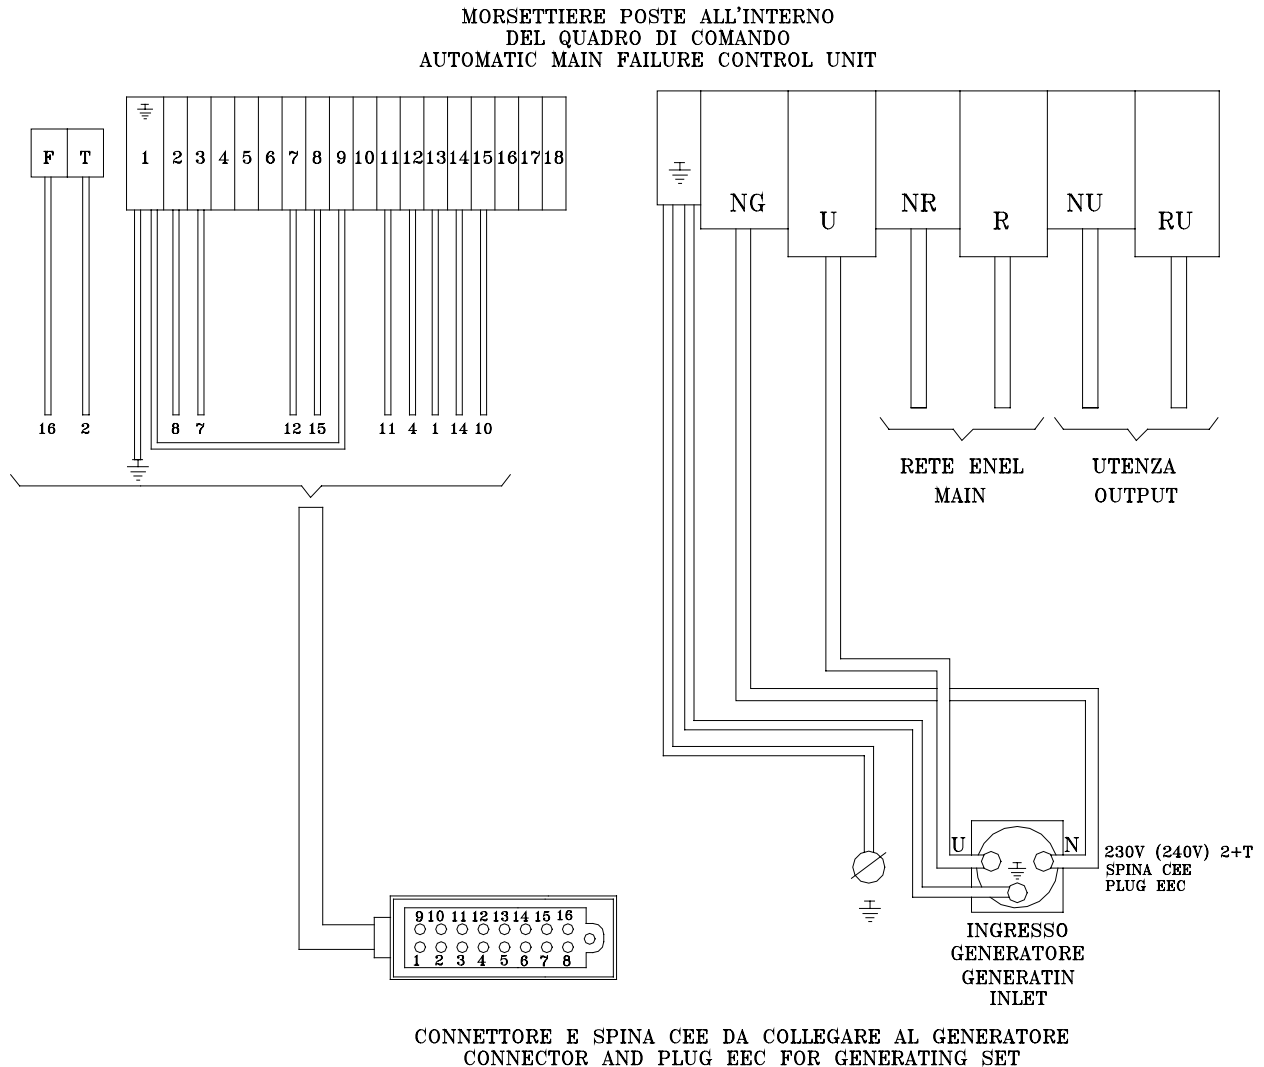 MORSETTIERE POSTE ALL'INTERNO
DEL QUADRO DI COMANDO
AUTOMATIC MAIN FAILURE CONTROL UNIT
F T
1 2 3 4 5 6 7 8 9 10 11 12 13 14 15 16 17 18
NG U NR R NU RU
16 2 8 7 12 15 11 4 1 14 10
RETE ENEL
MAIN
UTENZA
OUTPUT
U N
230V (240V) 2+T
SPINA CEE
PLUG EEC
9 10 11 12 13 14 15 16
1 2 3 4 5 6 7 8
INGRESSO
GENERATORE
GENERATIN
INLET
CONNETTORE E SPINA CEE DA COLLEGARE AL GENERATORE
CONNECTOR AND PLUG EEC FOR GENERATING SET